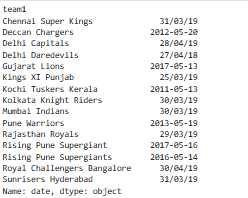 team1
Chennai Super Kings 31/03/19
Deccan Chargers 2012-05-20
Delhi Capitals 28/04/19
Delhi Daredevils 27/04/18
Gujarat Lions 2017-05-13
Kings XI Punjab 25/03/19
Kochi Tuskers Kerala 2011-05-13
Kolkata Knight Riders 30/03/19
Mumbai Indians 30/03/19
Pune Warriors 2013-05-19
Rajasthan Royals 29/03/19
Rising Pune Supergiant 2017-05-16
Rising Pune Supergiants 2016-05-14
Royal Challengers Bangalore 30/04/19
Sunrisers Hyderabad 31/03/19
Name: date, dtype: object